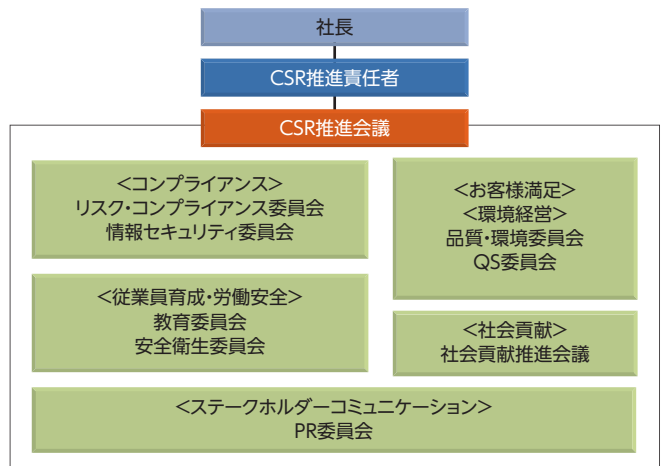 社長
CSR推進責任者
CSR推進会議
<コンプライアンス>
リスク・コンプライアンス委員会
情報セキュリティ委員会
<お客様満足>
<環境経営>
品質・環境委員会
QS委員会
<従業員育成・労働安全>
教育委員会
安全衛生委員会
<社会貢献>
社会貢献推進会議
<ステークホルダーコミュニケーション>
PR委員会